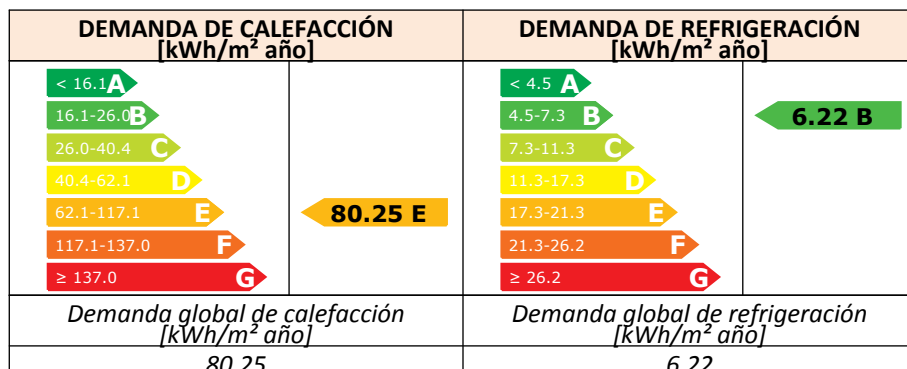 DEMANDA DE CALEFACCIÓN
[kWh/m² año]
DEMANDA DE REFRIGERACIÓN
[kWh/m² año]
< 16.1 A
16.1-26.0 B
26.0-40.4 C
40.4-62.1 D
62.1-117.1 E
117.1-137.0 F
≥ 137.0 G
80.25 E
< 4.5 A
4.5-7.3 B
7.3-11.3 C
11.3-17.3 D
17.3-21.3 E
21.3-26.2 F
≥ 26.2 G
6.22 B
Demanda global de calefacción
[kWh/m² año]
Demanda global de refrigeración
[kWh/m² año]
80.25
6.22